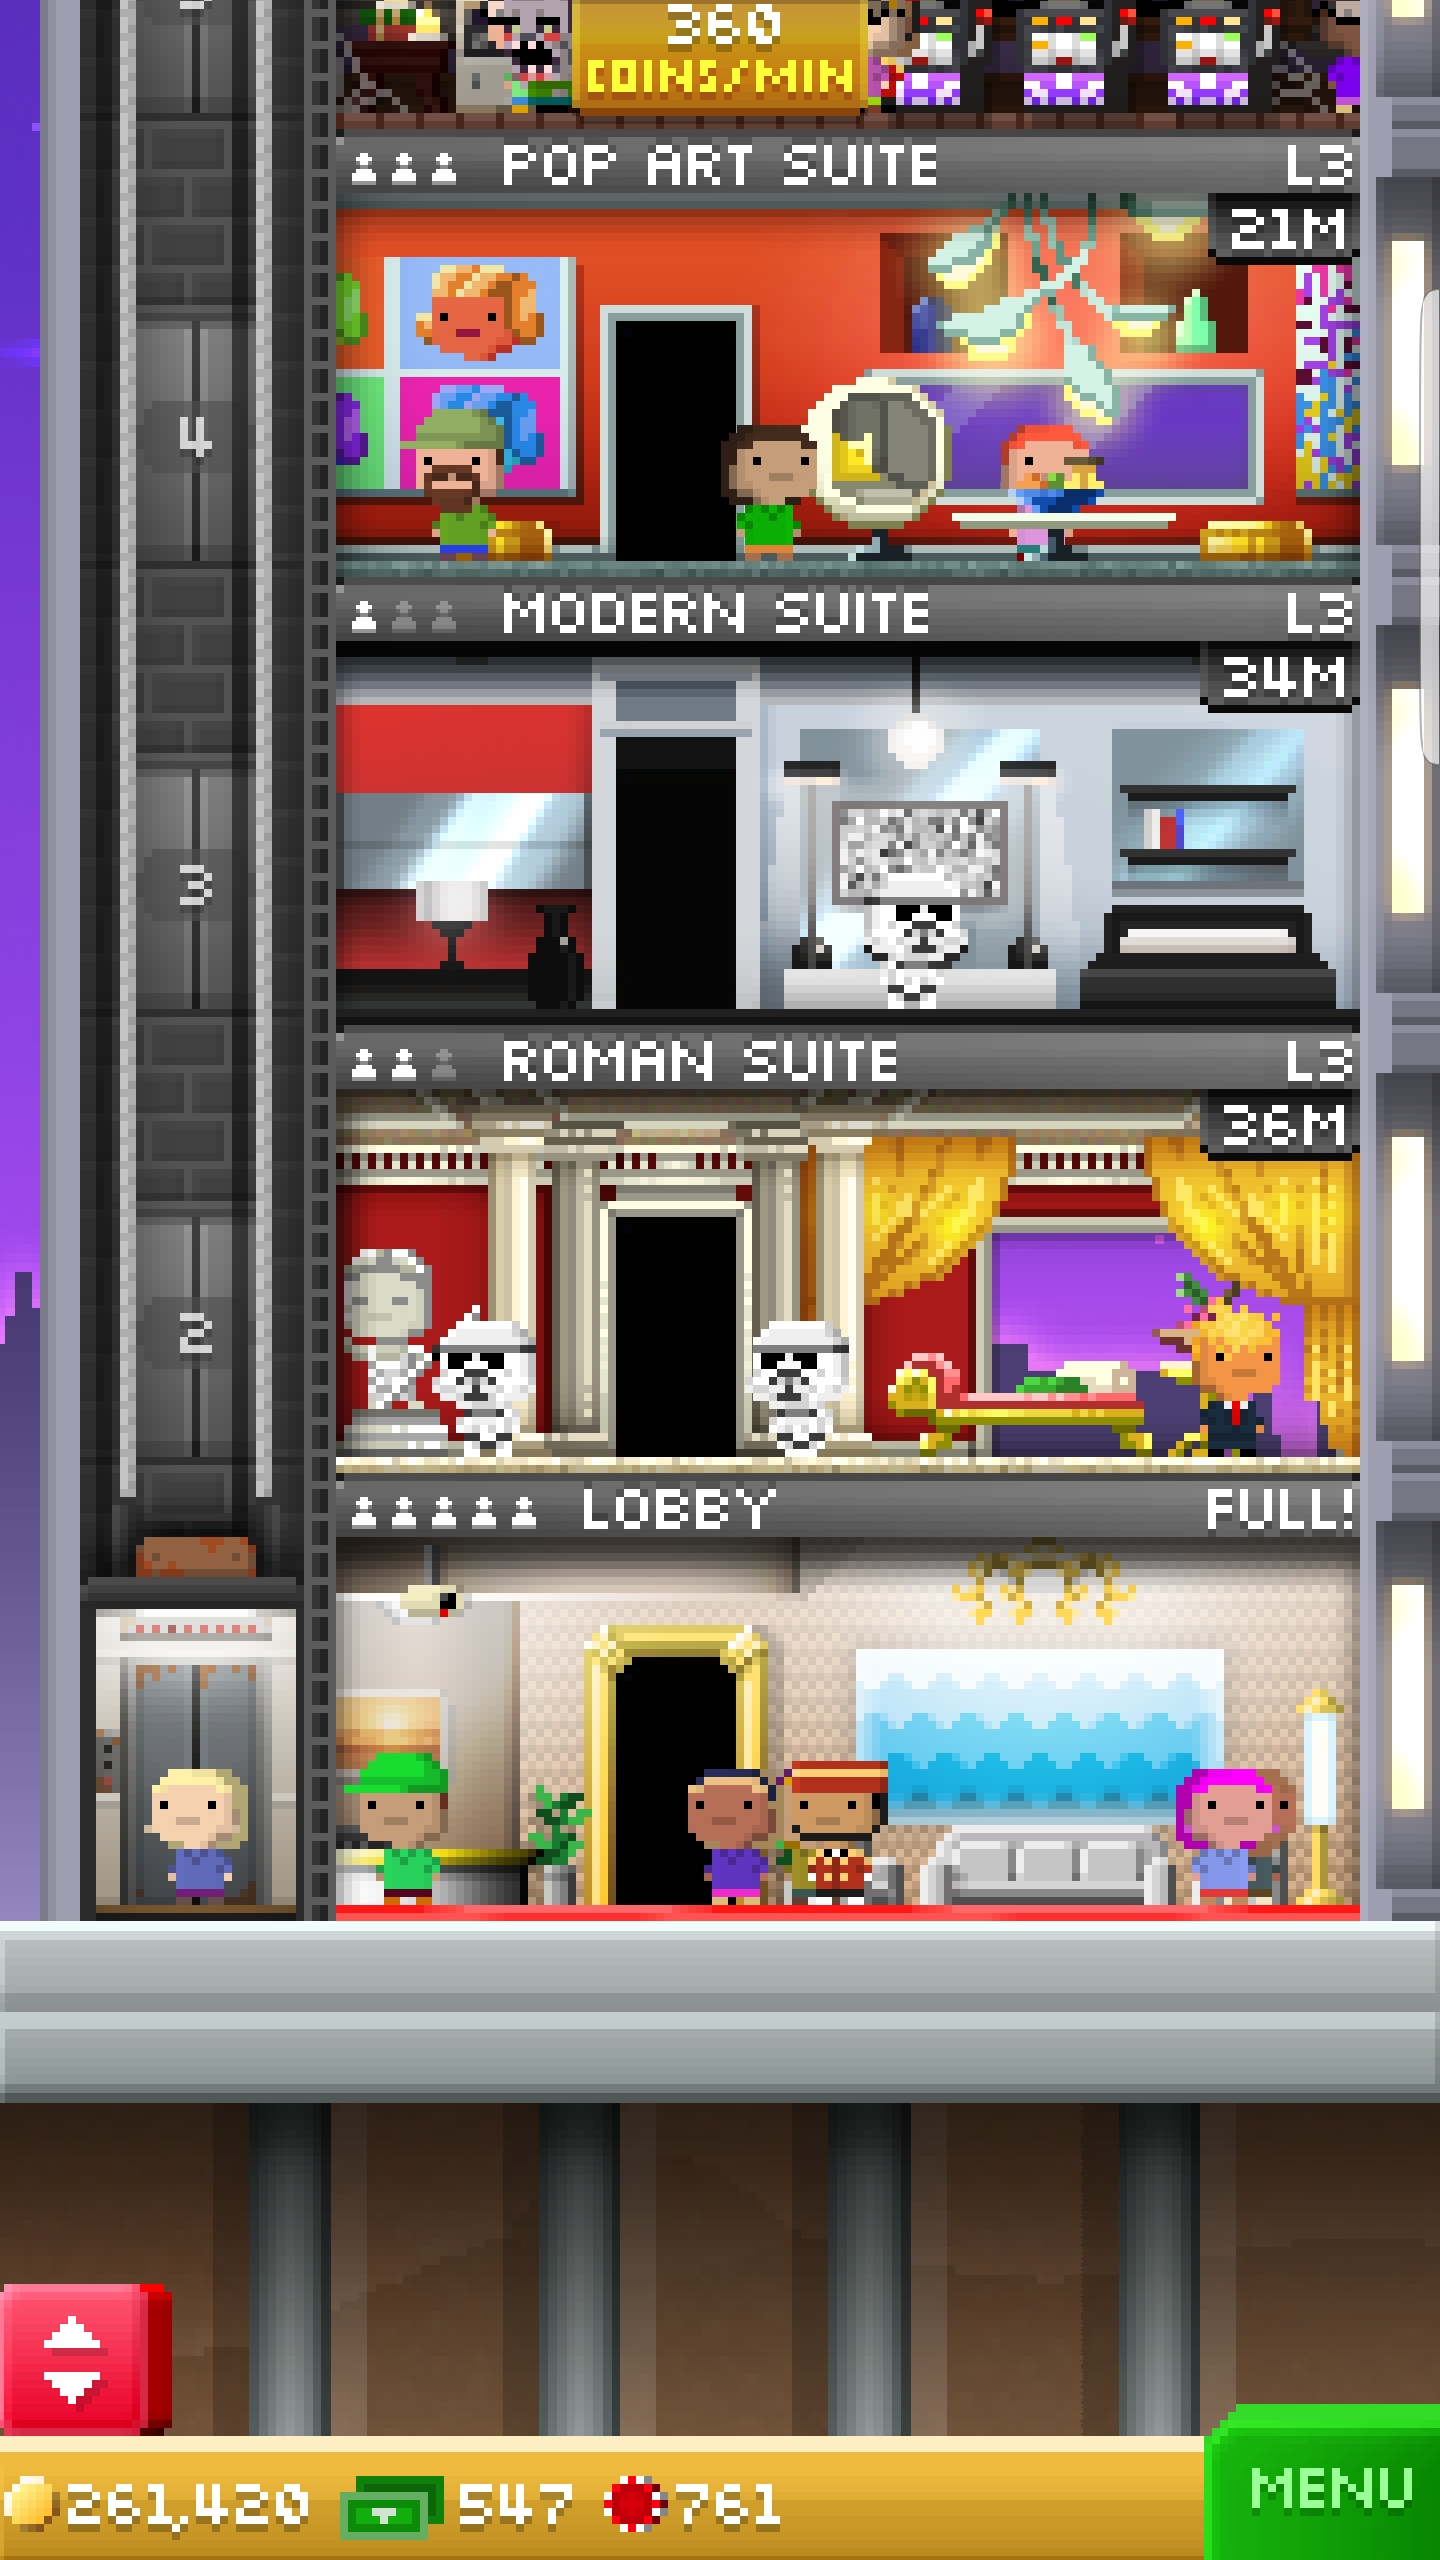 360
COINS/MIN
POP ART SUITE L3
21M
4
MODERN SUITE L3
34M
3
ROMAN SUITE L3
36M
2
LOBBY FULL!
261,420 547 761
MENU